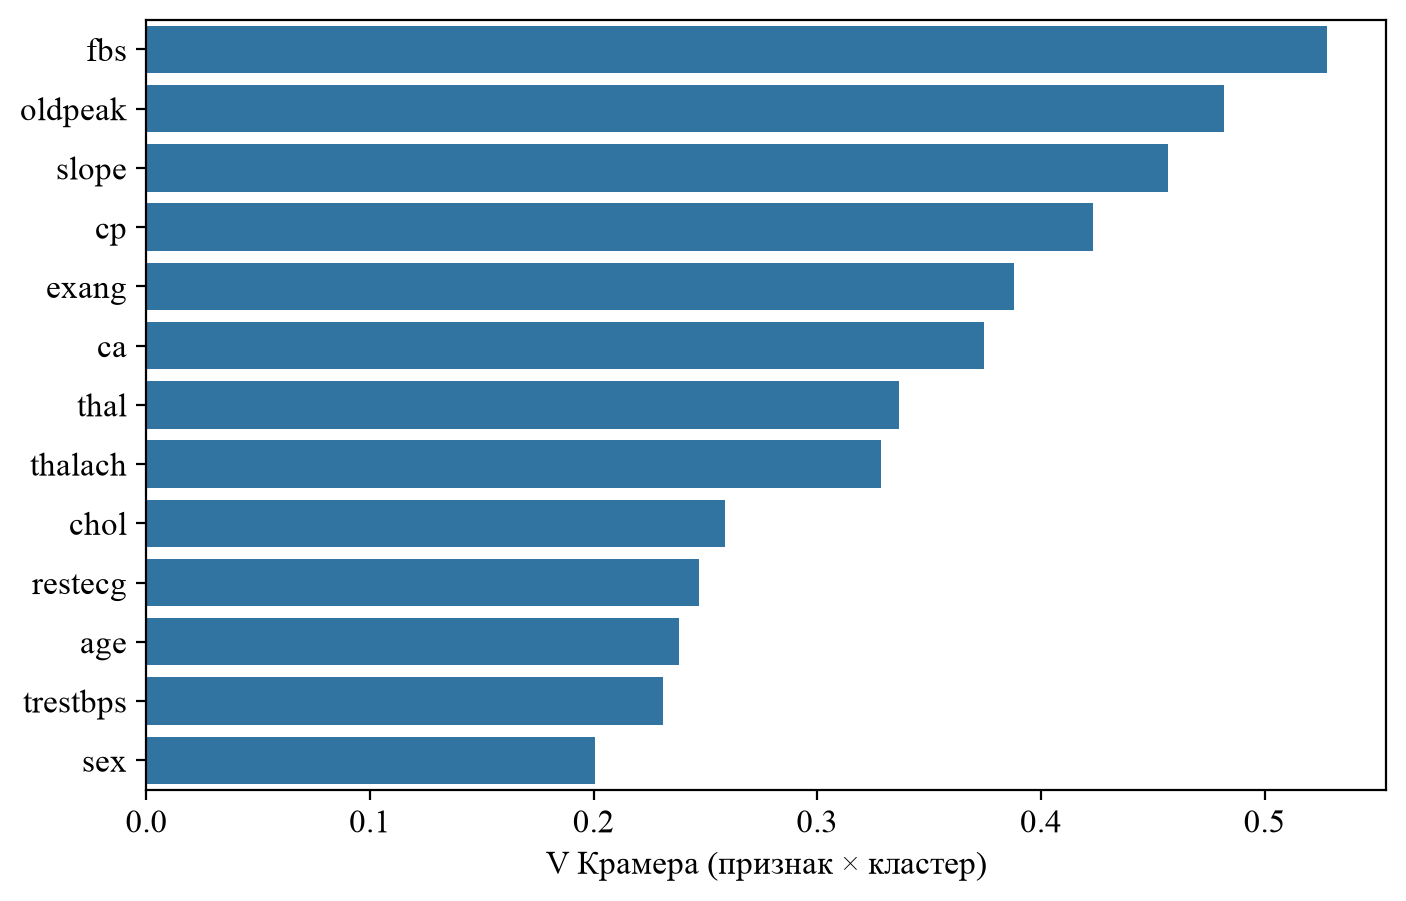 fbs
oldpeak
slope
cp
exang
ca
thal
thalach
chol
restecg
age
trestbps
sex
0.0 0.1 0.2 0.3 0.4 0.5
V Крамера (признак × кластер)